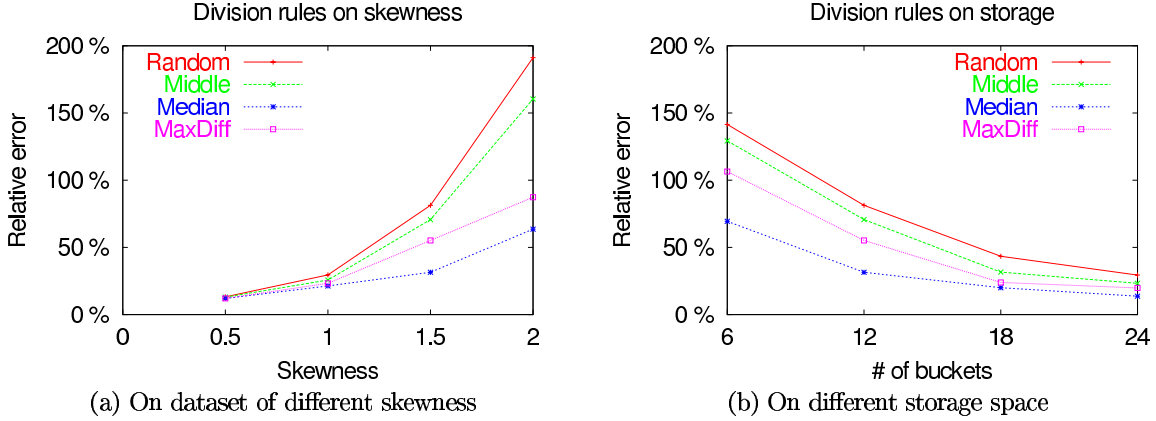 Division rules on skewness
200 %
150 %
100 %
50 %
0 %
Relative error
Random
Middle
Median
MaxDiff
0
0.5
1
1.5
2
Skewness
(a) On dataset of different skewness
Division rules on storage
200 %
150 %
100 %
50 %
0 %
Relative error
Random
Middle
Median
MaxDiff
6
12
18
24
# of buckets
(b) On different storage space